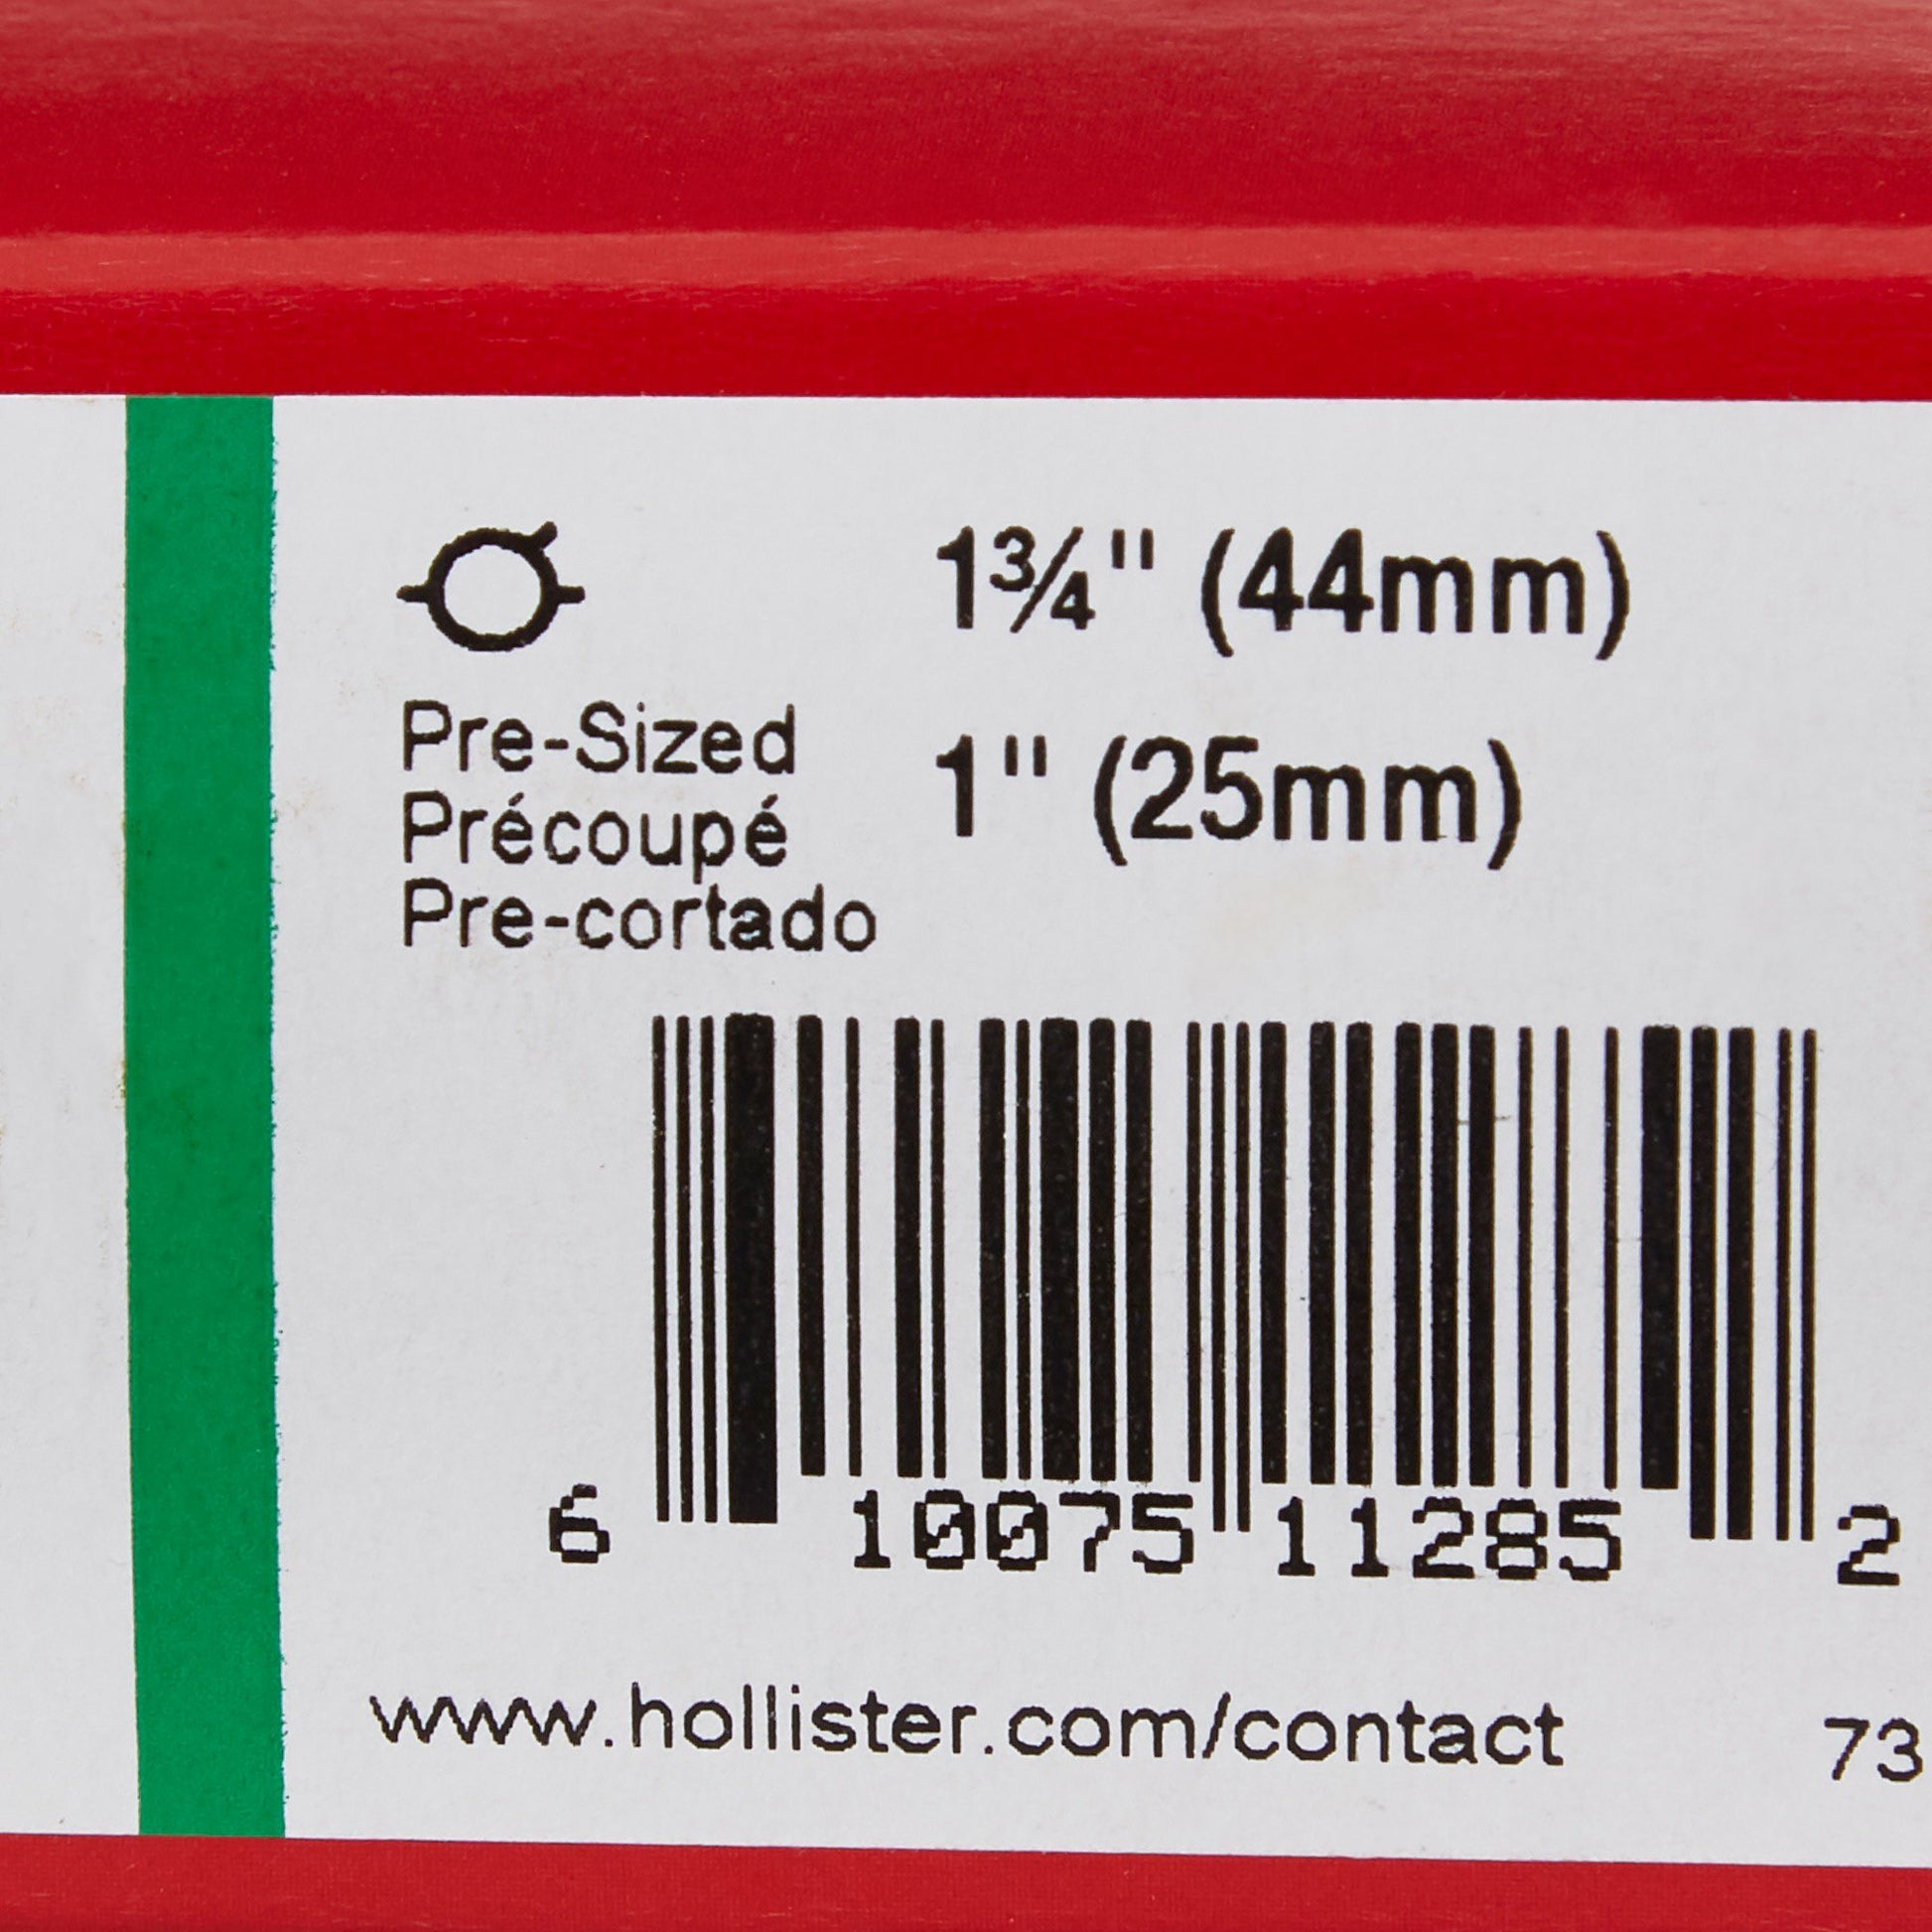 1¾" (44mm)
Pre-Sized 1" (25mm)
Précoupé
Pre-cortado
6 10075 11285 2
www.hollister.com/contact 73